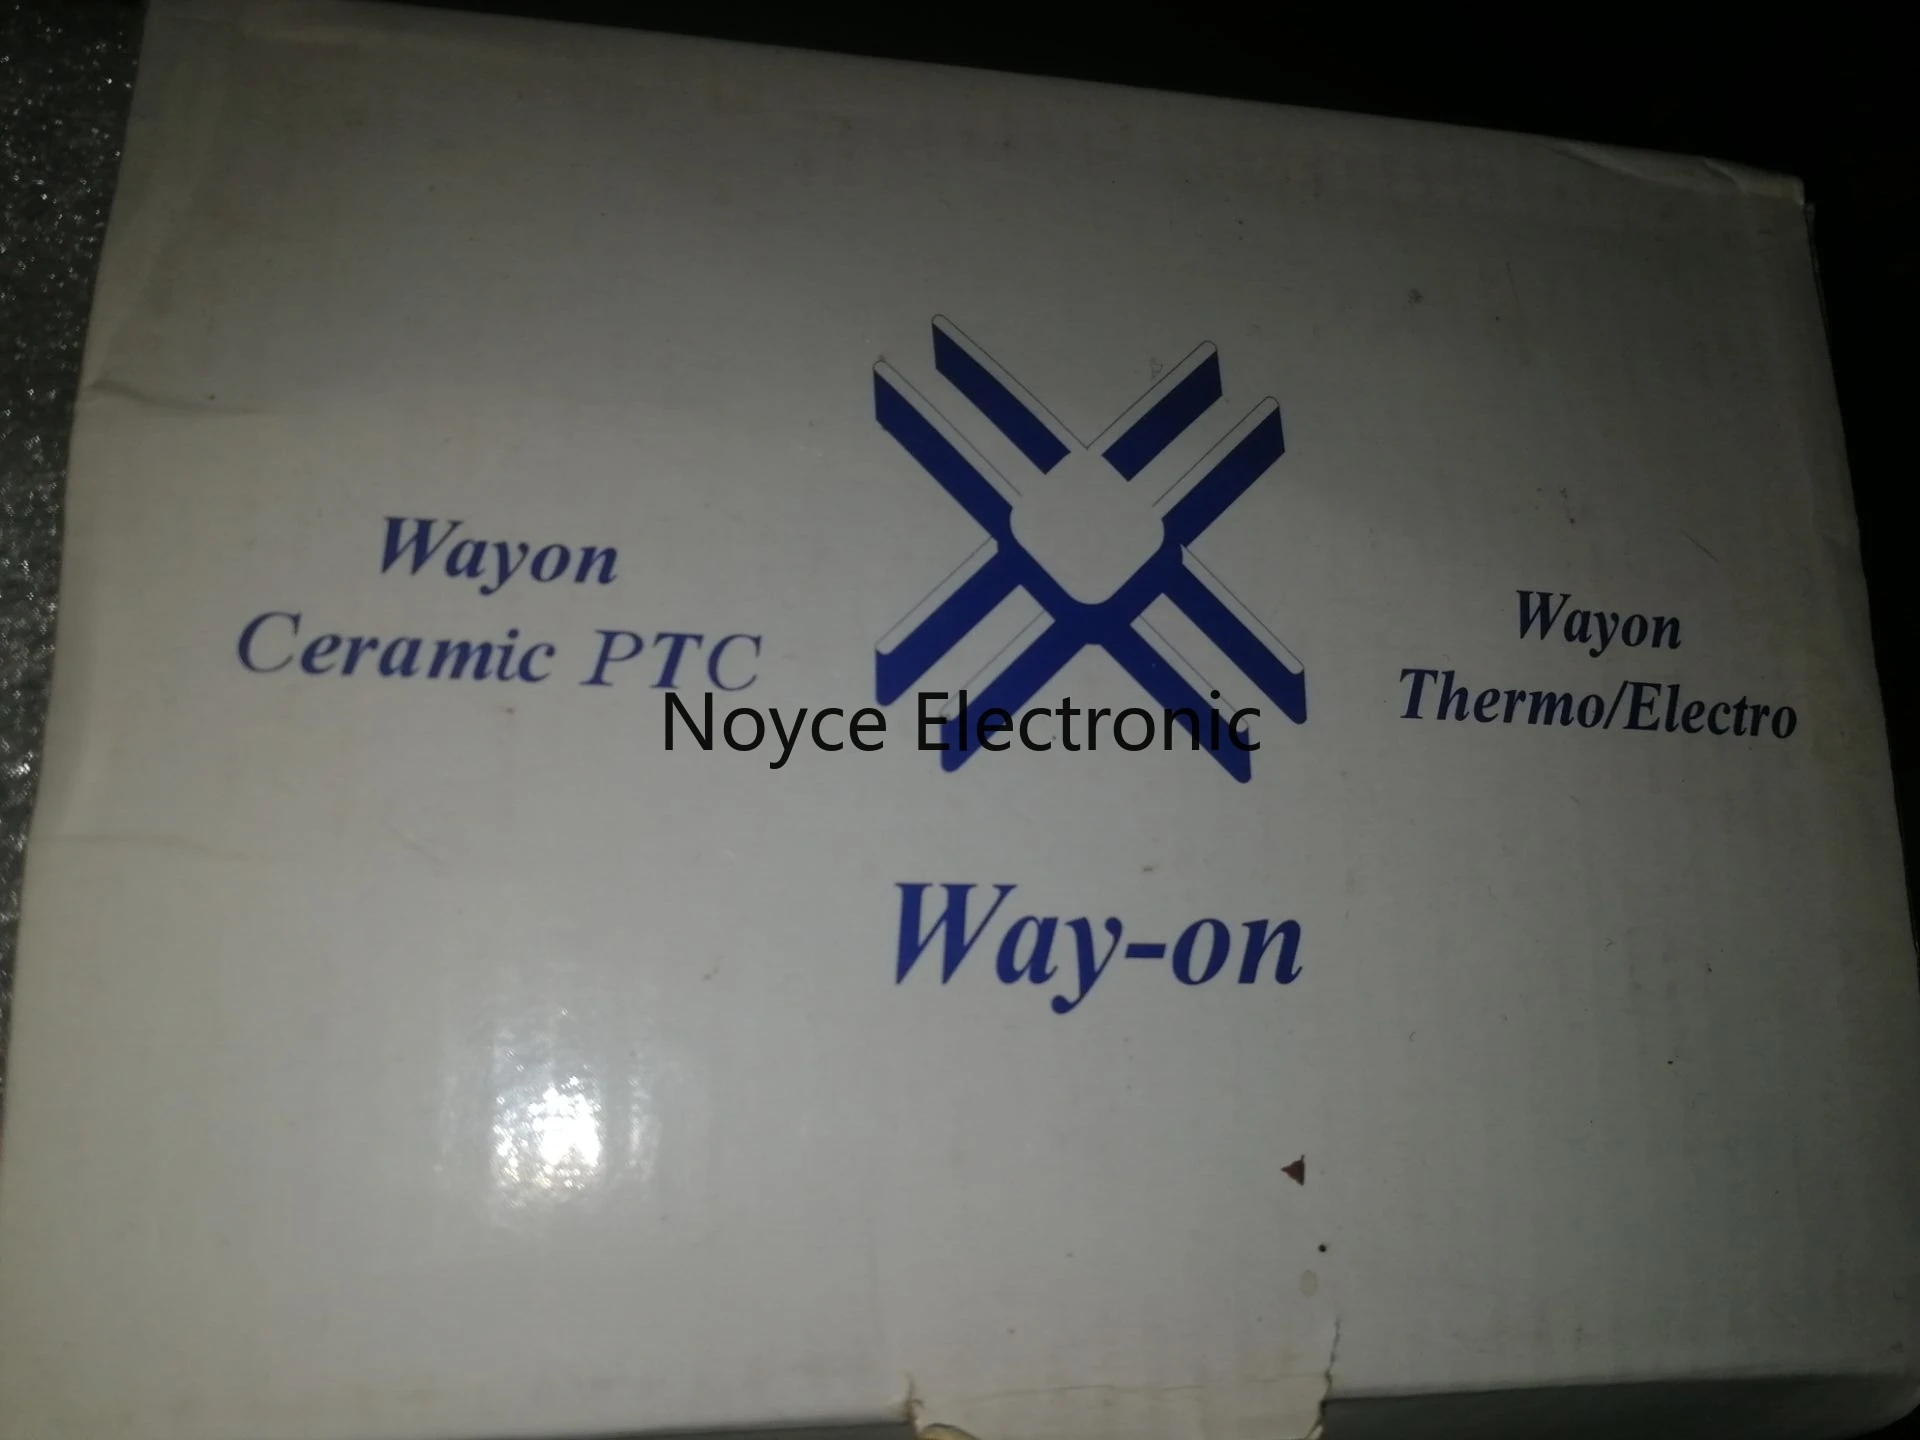 Wayon
Ceramic PTC
Wayon
Thermo/Electro
Noyce Electronic
Way-on